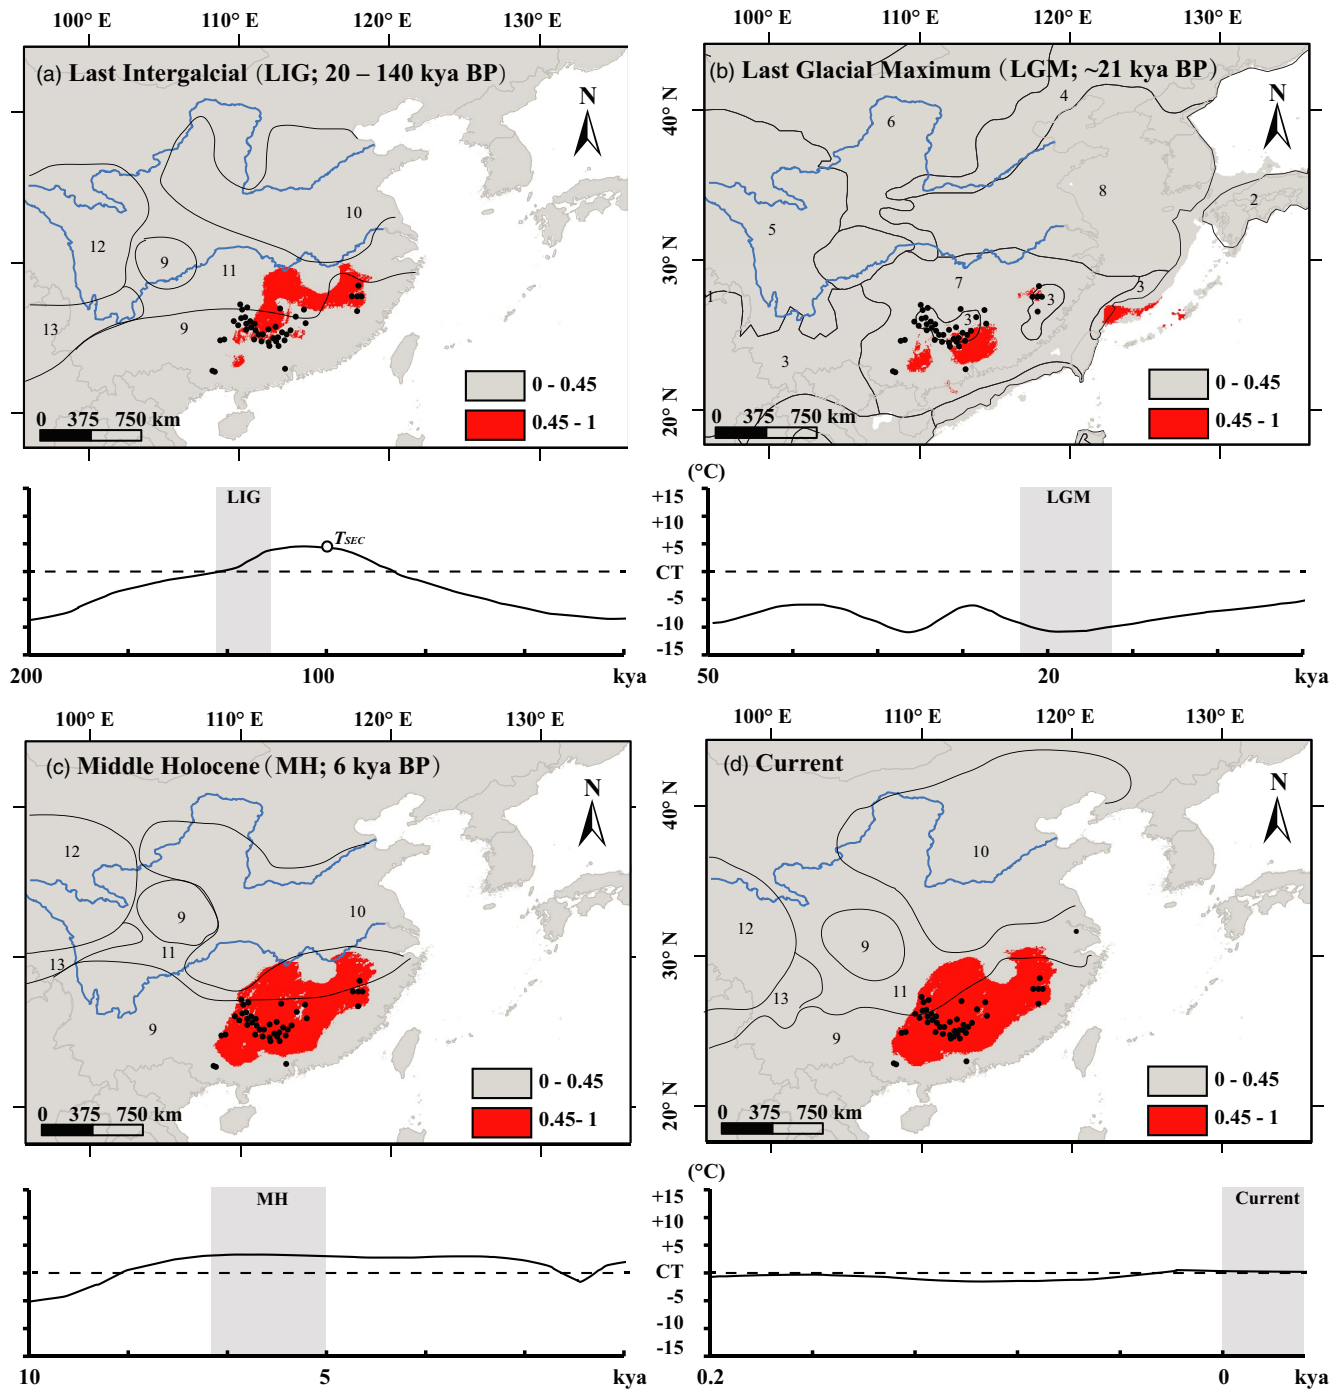 100° E 110° E 120° E 130° E
100° E 110° E 120° E 130° E
(a) Last Intergalcial (LIG; 20 – 140 kya BP)
N
10
12
9
11
13
9
0 - 0.45
0.45 - 1
0 375 750 km
(b) Last Glacial Maximum (LGM; ~21 kya BP)
N
40° N
30° N
20° N
4
6
8
2
5
7
3
3
3
1
3
0 - 0.45
0.45 - 1
0 375 750 km
(°C)
LIG
TSEC
+15
+10
+5
CT
-5
-10
-15
200 100 kya
LGM
50 20 kya
100° E 110° E 120° E 130° E
100° E 110° E 120° E 130° E
(c) Middle Holocene (MH; 6 kya BP)
N
12
9
10
11
13
9
0 - 0.45
0.45- 1
0 375 750 km
(d) Current
N
40° N
30° N
20° N
10
12
9
11
13
9
0 - 0.45
0.45 - 1
0 375 750 km
(°C)
MH
+15
+10
+5
CT
-5
-10
-15
10 5 kya
Current
0.2 0 kya